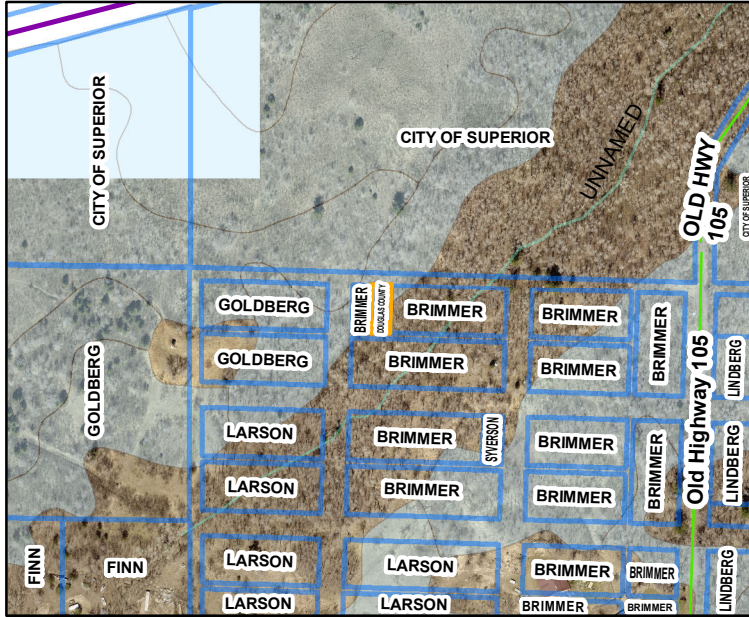 CITY OF SUPERIOR
CITY OF SUPERIOR
UNNAMED
OLD HWY
105
CITY OF SUPERIOR
GOLDBERG
BRIMMER
DOUGLAS COUNTY
BRIMMER
BRIMMER
BRIMMER
LINDBERG
GOLDBERG
GOLDBERG
BRIMMER
BRIMMER
Old Highway 105
LARSON
BRIMMER
SYVERSON
BRIMMER
BRIMMER
LINDBERG
LARSON
BRIMMER
BRIMMER
FINN
FINN
LARSON
LARSON
BRIMMER
BRIMMER
LINDBERG
LARSON
LARSON
BRIMMER
BRIMMER